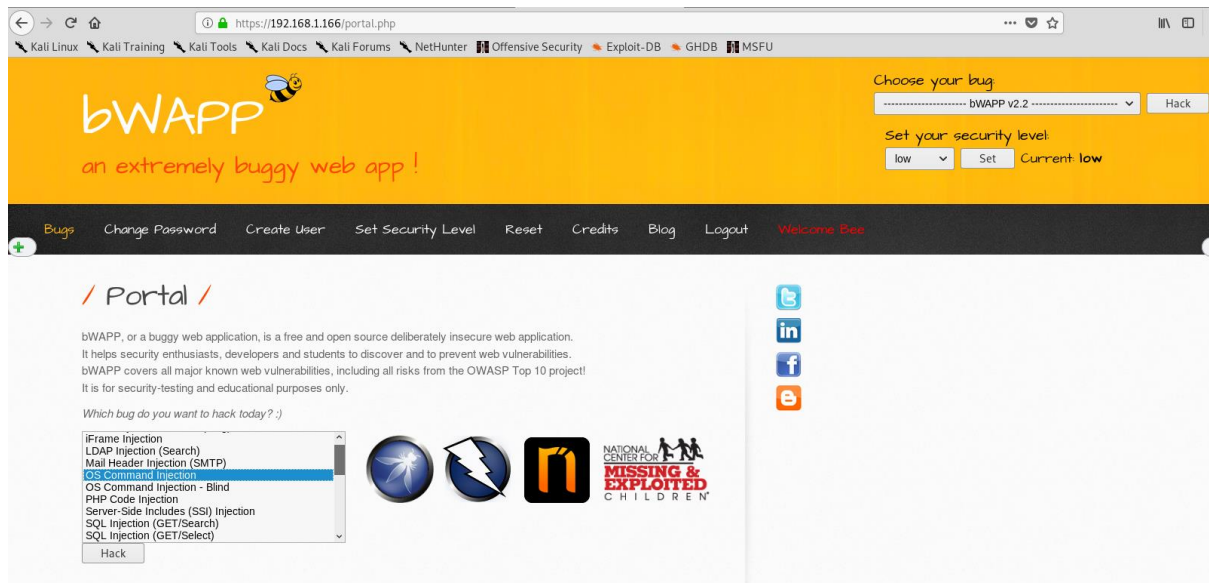 https://192.168.1.166/portal.php
Kali Linux Kali Training Kali Tools Kali Docs Kali Forums NetHunter Offensive Security Exploit-DB GHDB MSFU
bWAPP
an extremely buggy web app !
Choose your bug:
---------------------- bWAPP v2.2 ----------------------- Hack
Set your security level:
low Set Current: low
Bugs Change Password Create User Set Security Level Reset Credits Blog Logout Welcome Bee
/ Portal /
bWAPP, or a buggy web application, is a free and open source deliberately insecure web application.
It helps security enthusiasts, developers and students to discover and to prevent web vulnerabilities.
bWAPP covers all major known web vulnerabilities, including all risks from the OWASP Top 10 project!
It is for security-testing and educational purposes only.
Which bug do you want to hack today? :)
iFrame Injection
LDAP Injection (Search)
Mail Header Injection (SMTP)
OS Command Injection
OS Command Injection - Blind
PHP Code Injection
Server-Side Includes (SSI) Injection
SQL Injection (GET/Search)
SQL Injection (GET/Select)
Hack
NATIONAL
CENTER FOR
MISSING &
EXPLOITED
CHILDREN